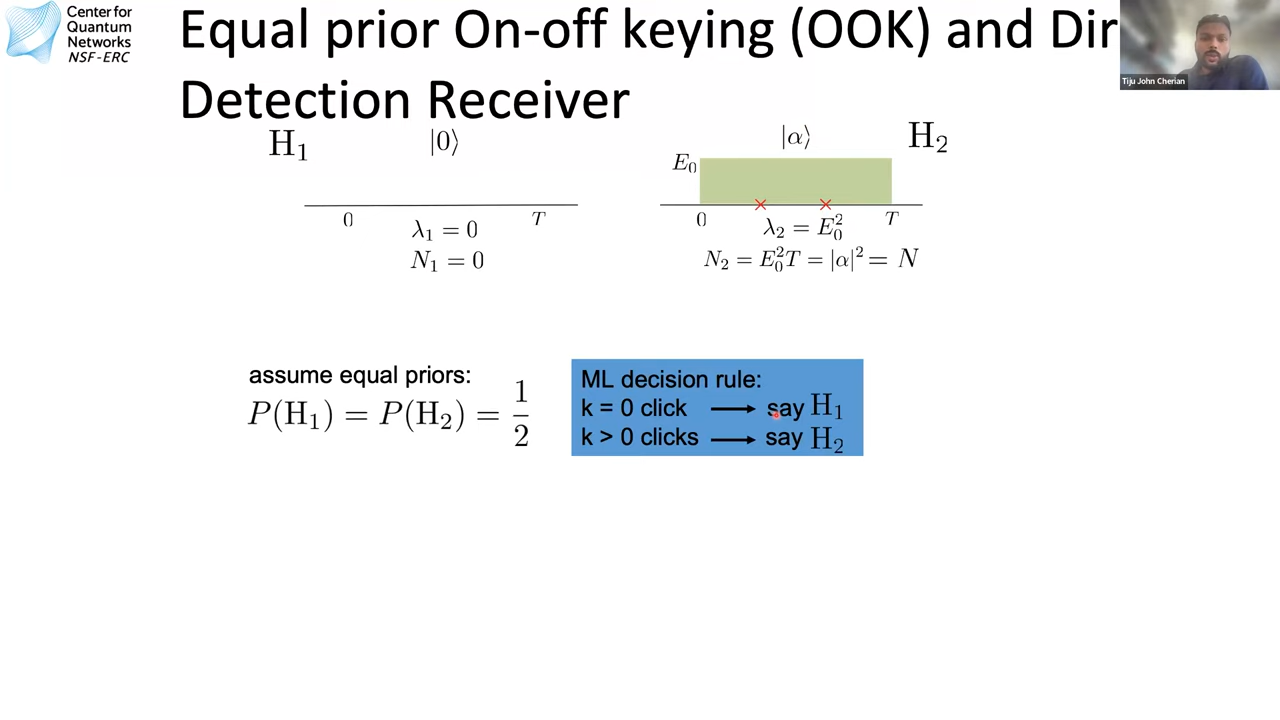 Center for
Quantum
Networks
NSF-ERC
Equal prior On-off keying (OOK) and Dir
Detection Receiver
Tiju John Cherian
H₁
|0⟩
0
T
λ₁ = 0
N₁ = 0
|α⟩
H₂
E₀
0
T
λ₂ = E₀²
N₂ = E₀²T = |α|² = N
assume equal priors:
P(H₁) = P(H₂) = 1/2
ML decision rule:
k = 0 click ⟶ say H₁
k > 0 clicks ⟶ say H₂